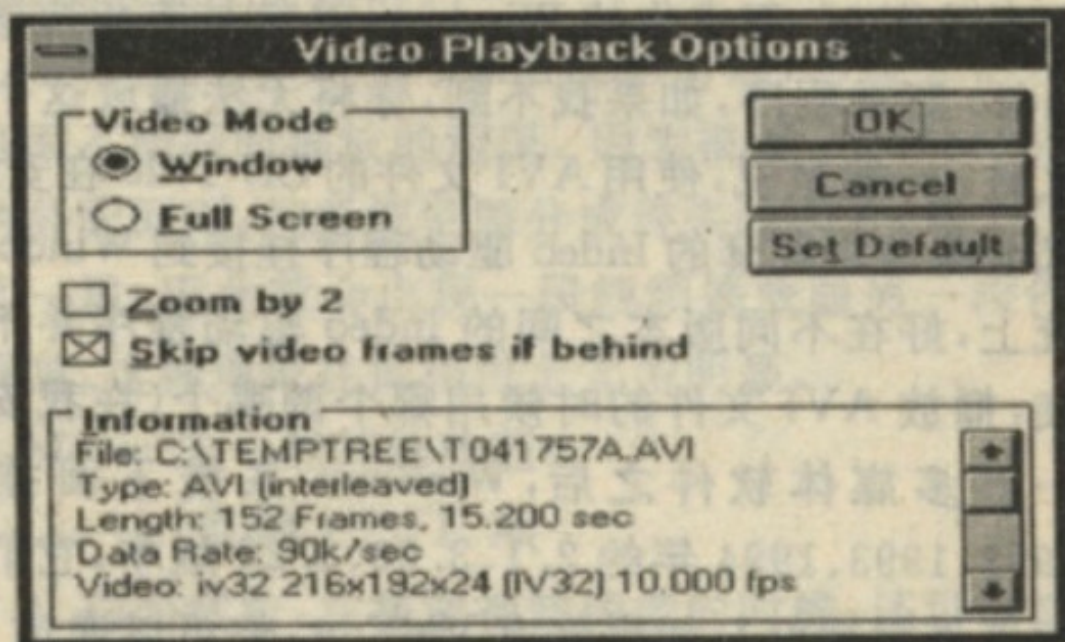 Video Playback Options
Video Mode
Window
Full Screen
OK
Cancel
Set Default
Zoom by 2
Skip video frames if behind
Information
File: C:\TEMPTREE\T041757A.AVI
Type: AVI (interleaved)
Length: 152 Frames, 15.200 sec
Data Rate: 90k/sec
Video: iv32 216x192x24 (IV32) 10.000 fps